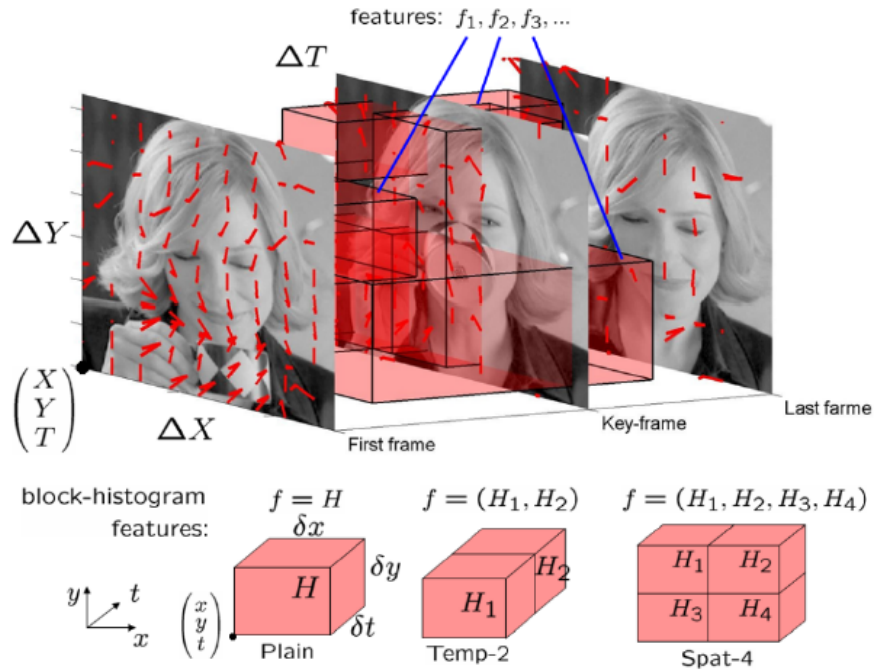 features: f₁, f₂, f₃, ...
ΔT
ΔY
(X Y T)
ΔX
First frame
Key-frame
Last farme
block-histogram
features:
f = H
f = (H₁, H₂)
f = (H₁, H₂, H₃, H₄)
δx
δy
δt
H
H₁
H₂
H₁
H₂
H₃
H₄
y
t
x
(x y t)
Plain
Temp-2
Spat-4